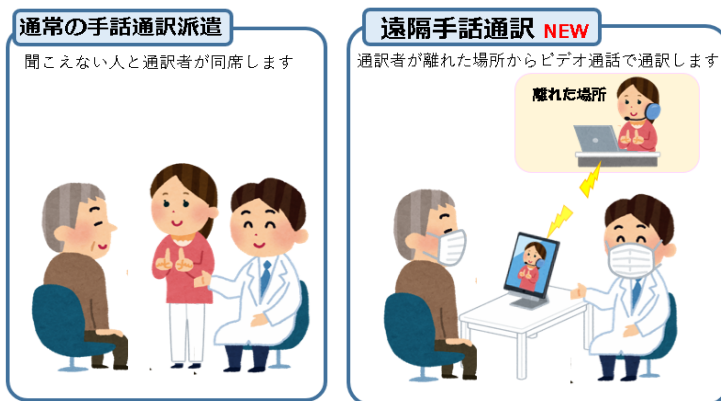 通常の手話通訳派遣
聞こえない人と通訳者が同席します
遠隔手話通訳 NEW
通訳者が離れた場所からビデオ通話で通訳します
離れた場所